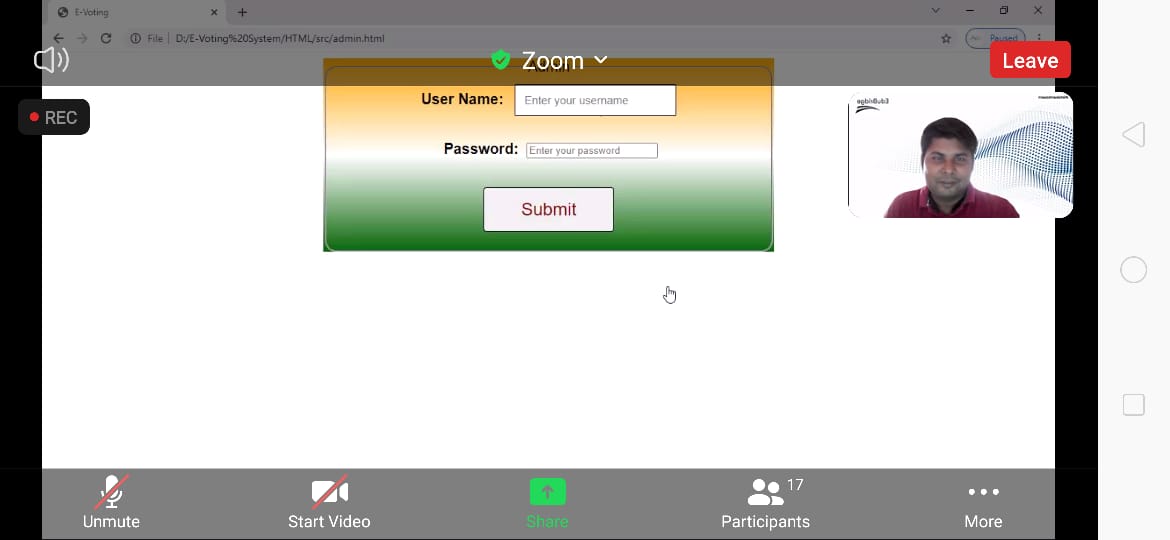 E-Voting
File
D:/E-Voting%20System/HTML/src/admin.html
Paused
Zoom
Leave
Admin
REC
User Name:
Enter your username
Password:
Enter your password
Submit
EduBridge
17
Unmute
Start Video
Share
Participants
More